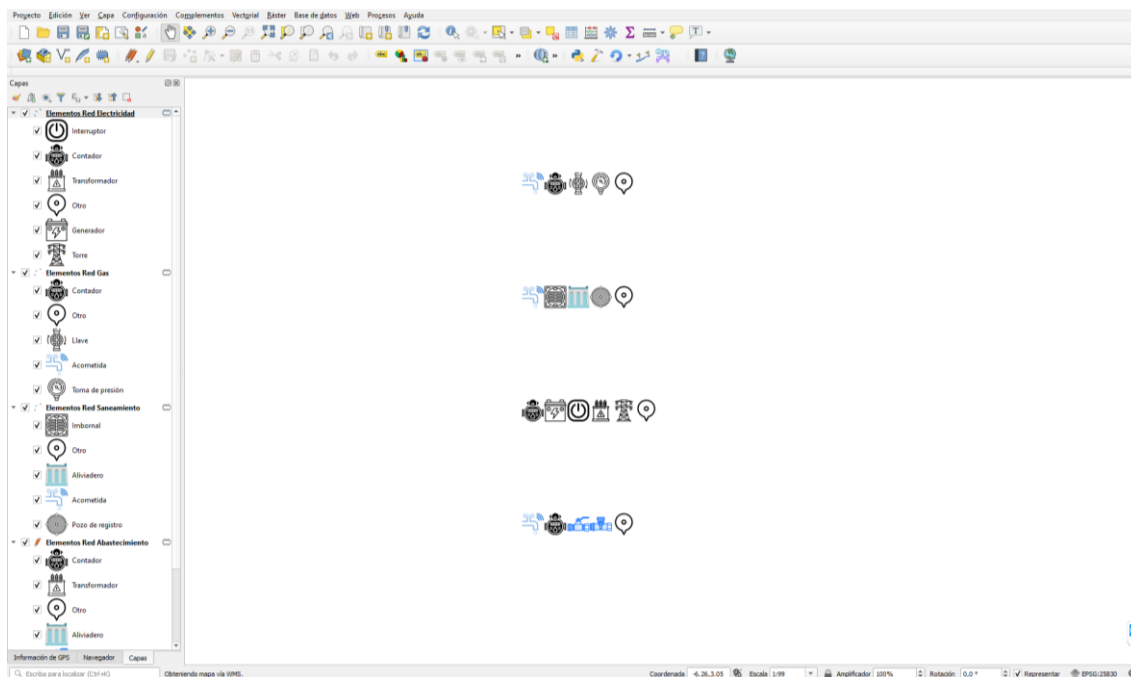 Proyecto Edición Ver Capa Configuración Complementos Vectorial Ráster Base de datos Web Procesos Ayuda
Capas
Elementos Red Electricidad
Interruptor
Contador
Transformador
Otro
Generador
Torre
Elementos Red Gas
Contador
Otro
Llave
Acometida
Toma de presión
Elementos Red Saneamiento
Imbornal
Otro
Aliviadero
Acometida
Pozo de registro
Elementos Red Abastecimiento
Contador
Transformador
Otro
Aliviadero
Información de GPS Navegador Capas
Escriba para localizar (Ctrl+K) Obteniendo mapa vía WMS. Coordenada -6.26,3.05 Escala 1:99 Amplificador 100% Rotación 0,0 ° Representar EPSG:25830